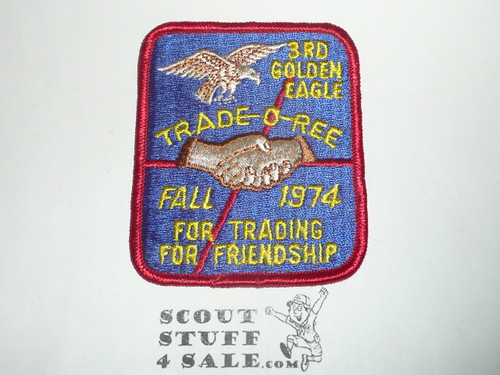 3RD
GOLDEN
EAGLE
TRADE-O-REE
FALL 1974
FOR TRADING
FOR FRIENDSHIP
SCOUT
STUFF
4 SALE.COM